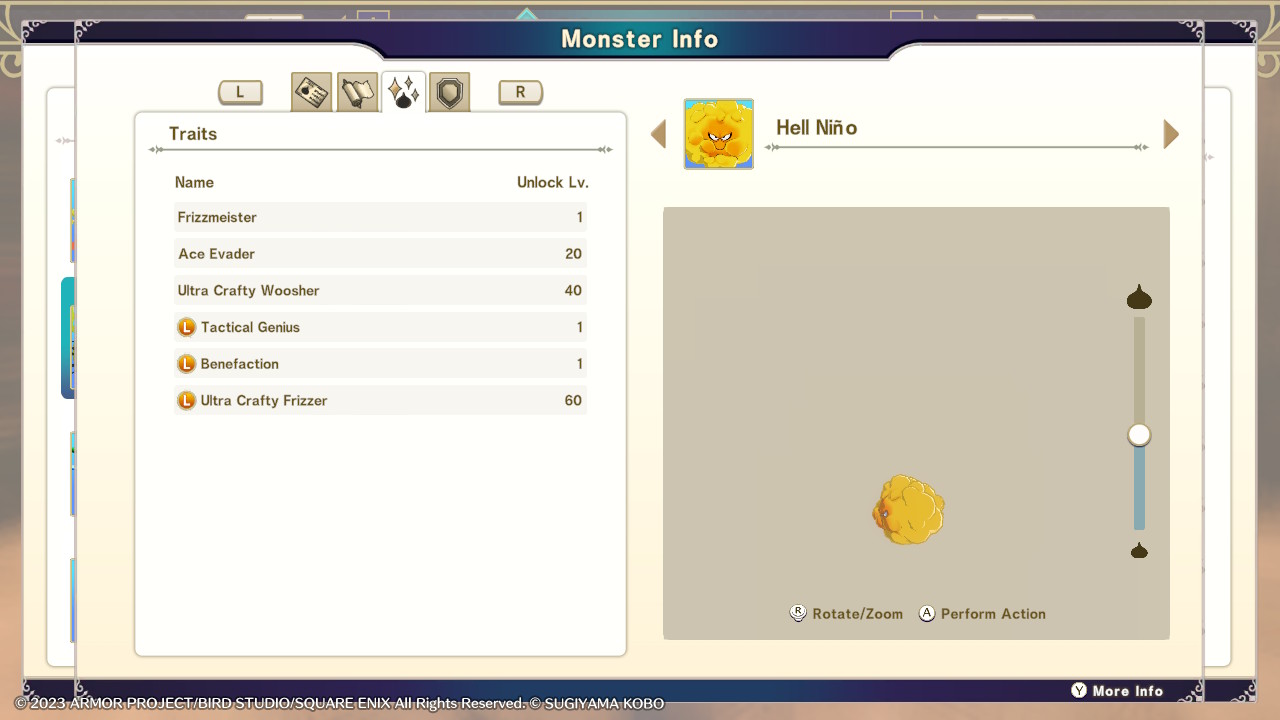 Monster Info
L
R
Traits
Name Unlock Lv.
Frizzmeister 1
Ace Evader 20
Ultra Crafty Woosher 40
L Tactical Genius 1
L Benefaction 1
L Ultra Crafty Frizzer 60
Hell Niño
R Rotate/Zoom A Perform Action
Y More Info
© 2023 ARMOR PROJECT/BIRD STUDIO/SQUARE ENIX All Rights Reserved. © SUGIYAMA KOBO